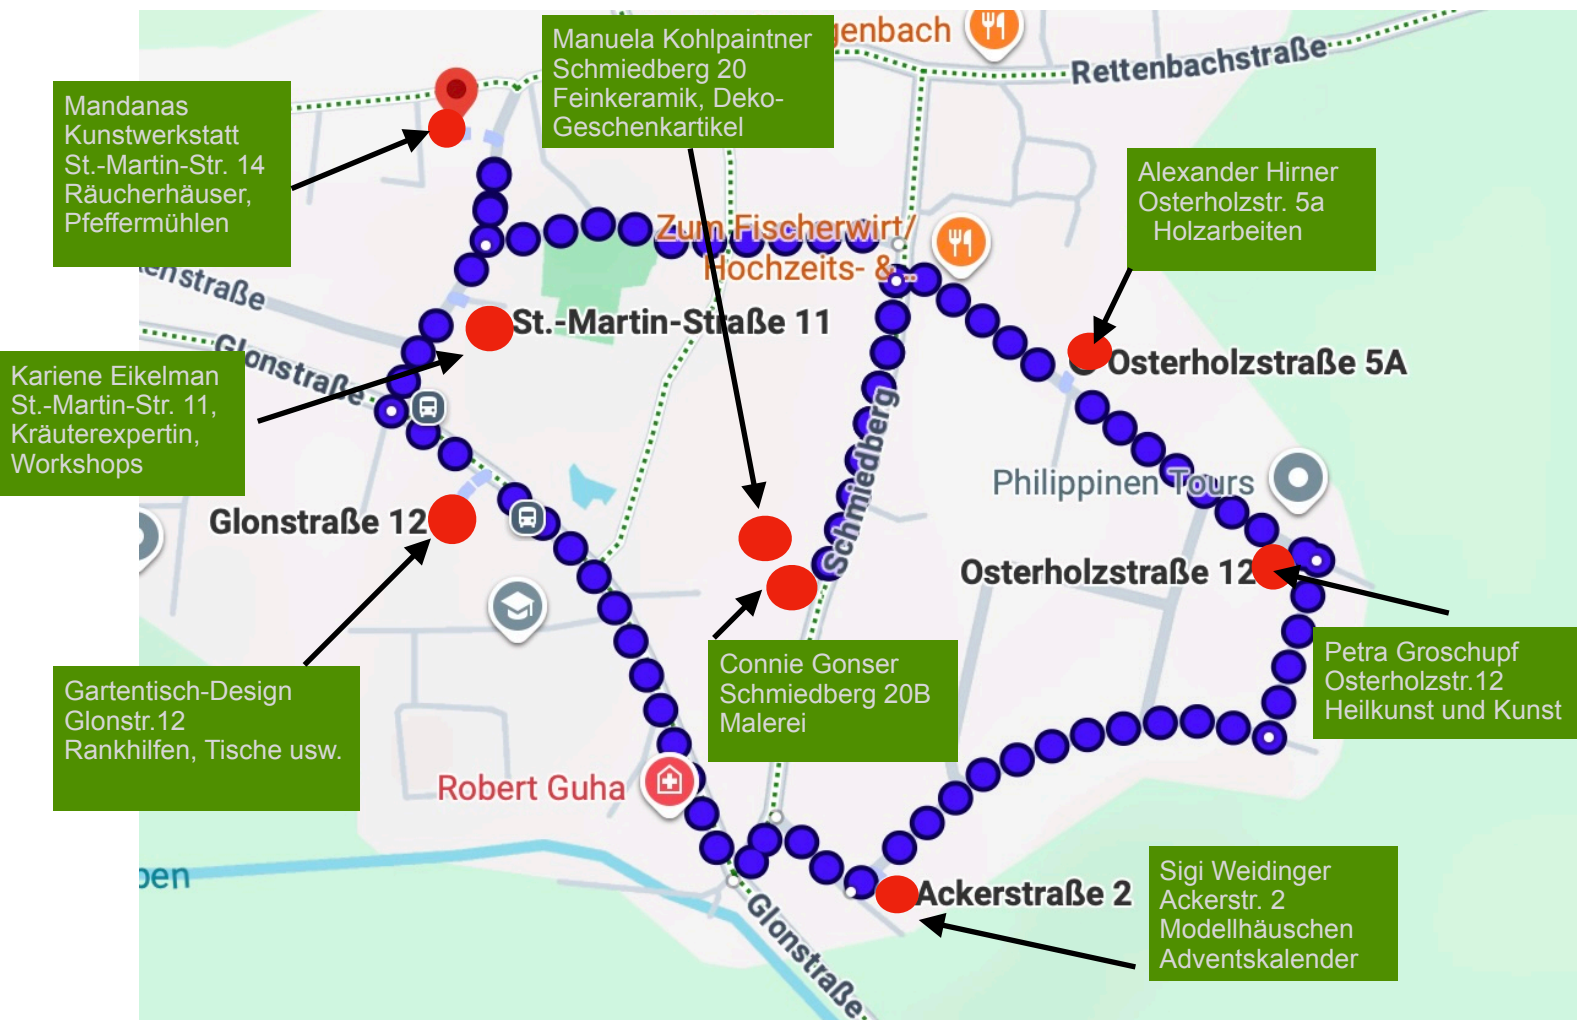 genbach
Rettenbachstraße
Manuela Kohlpaintner
Schmiedberg 20
Feinkeramik, Deko-
Geschenkartikel
Mandanas
Kunstwerkstatt
St.-Martin-Str. 14
Räucherhäuser,
Pfeffermühlen
Alexander Hirner
Osterholzstr. 5a
Holzarbeiten
Zum Fischerwirt/
Hochzeits- &...
enstraße
St.-Martin-Straße 11
Glonstraße
Osterholzstraße 5A
Kariene Eikelman
St.-Martin-Str. 11,
Kräuterexpertin,
Workshops
Schmiedberg
Philippinen Tours
Glonstraße 12
Osterholzstraße 12
Gartentisch-Design
Glonstr.12
Rankhilfen, Tische usw.
Connie Gonser
Schmiedberg 20B
Malerei
Petra Groschupf
Osterholzstr.12
Heilkunst und Kunst
Robert Guha
ben
Ackerstraße 2
Glonstraße
Sigi Weidinger
Ackerstr. 2
Modellhäuschen
Adventskalender